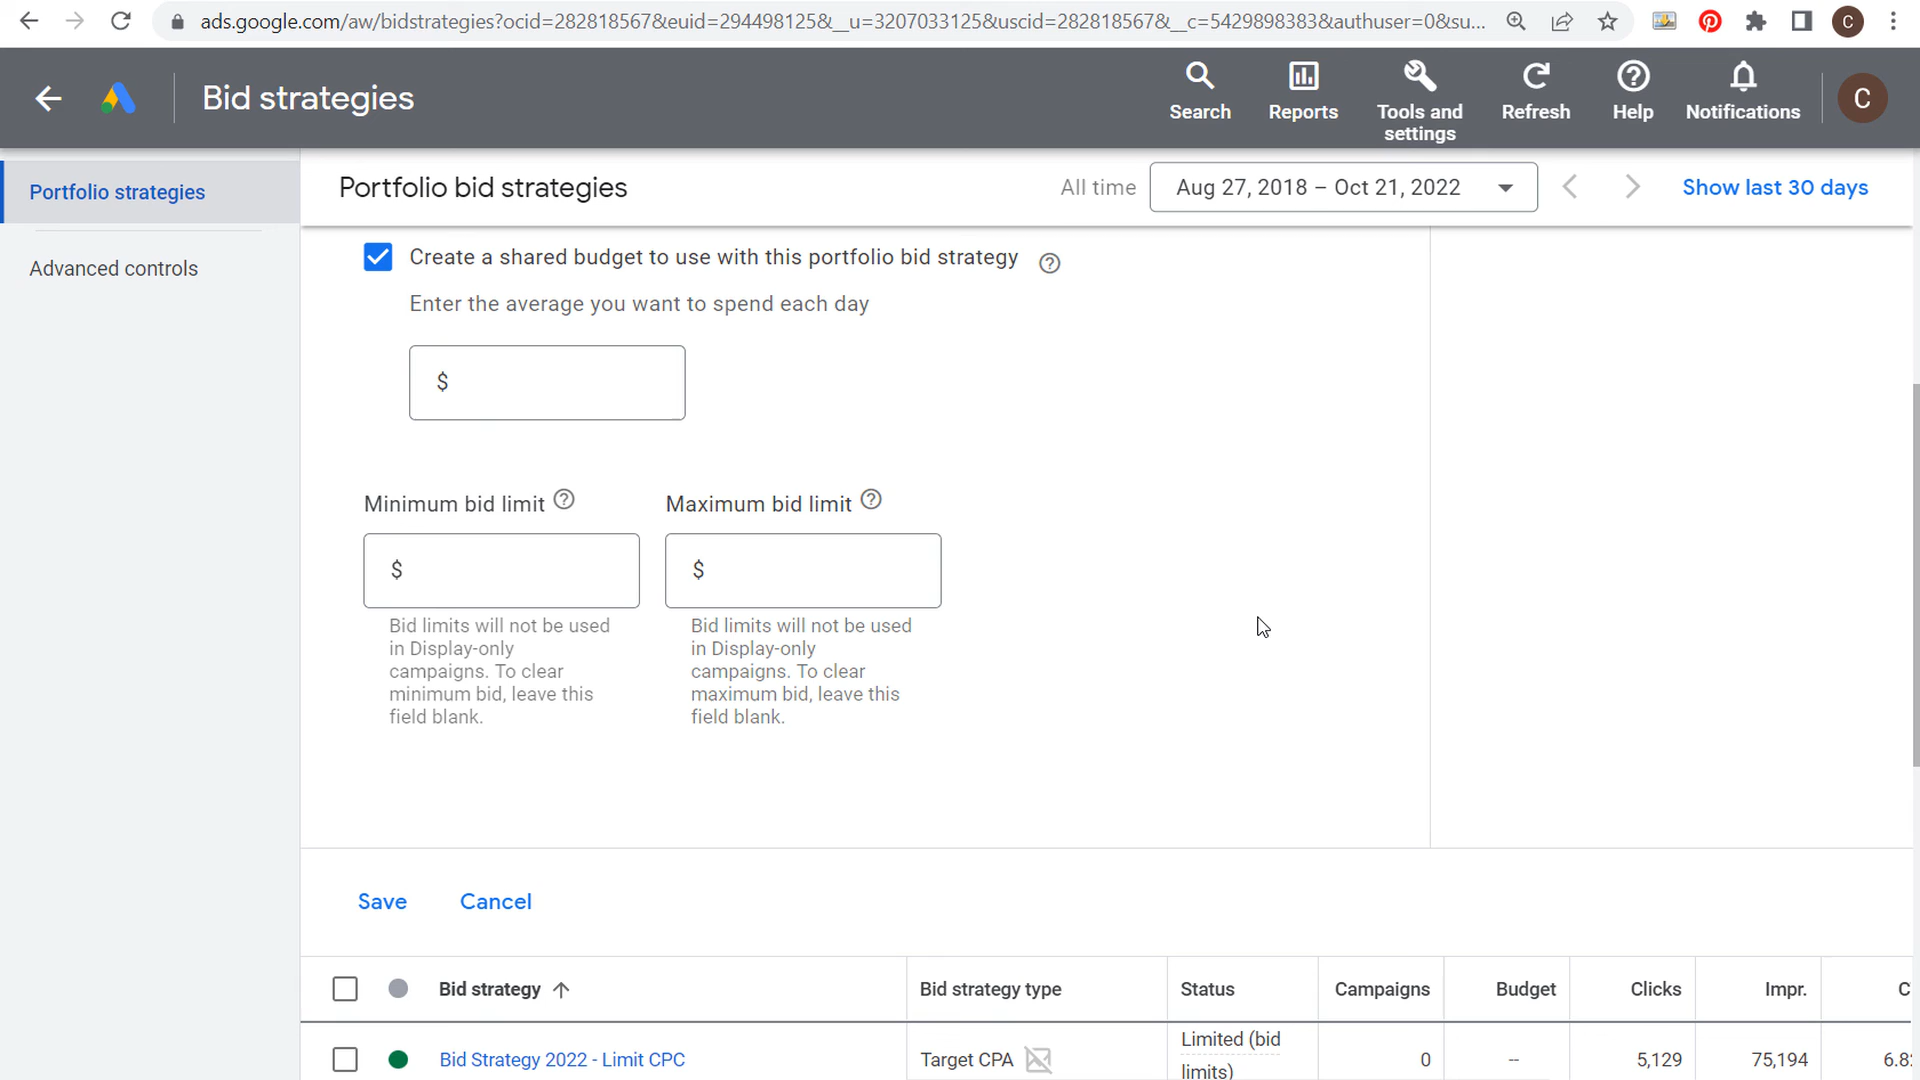 ads.google.com/aw/bidstrategies?ocid=282818567&euid=294498125&__u=3207033125&uscid=282818567&__c=5429898383&authuser=0&su...
C
Bid strategies
Search
Reports
Tools and
settings
Refresh
Help
Notifications
C
Portfolio strategies
Advanced controls
Portfolio bid strategies
All time
Aug 27, 2018 – Oct 21, 2022
Show last 30 days
Create a shared budget to use with this portfolio bid strategy
Enter the average you want to spend each day
$
Minimum bid limit
Maximum bid limit
$
$
Bid limits will not be used
in Display-only
campaigns. To clear
minimum bid, leave this
field blank.
Bid limits will not be used
in Display-only
campaigns. To clear
maximum bid, leave this
field blank.
Save
Cancel
Bid strategy
Bid strategy type
Status
Campaigns
Budget
Clicks
Impr.
Bid Strategy 2022 - Limit CPC
Target CPA
Limited (bid
limits)
0
--
5,129
75,194